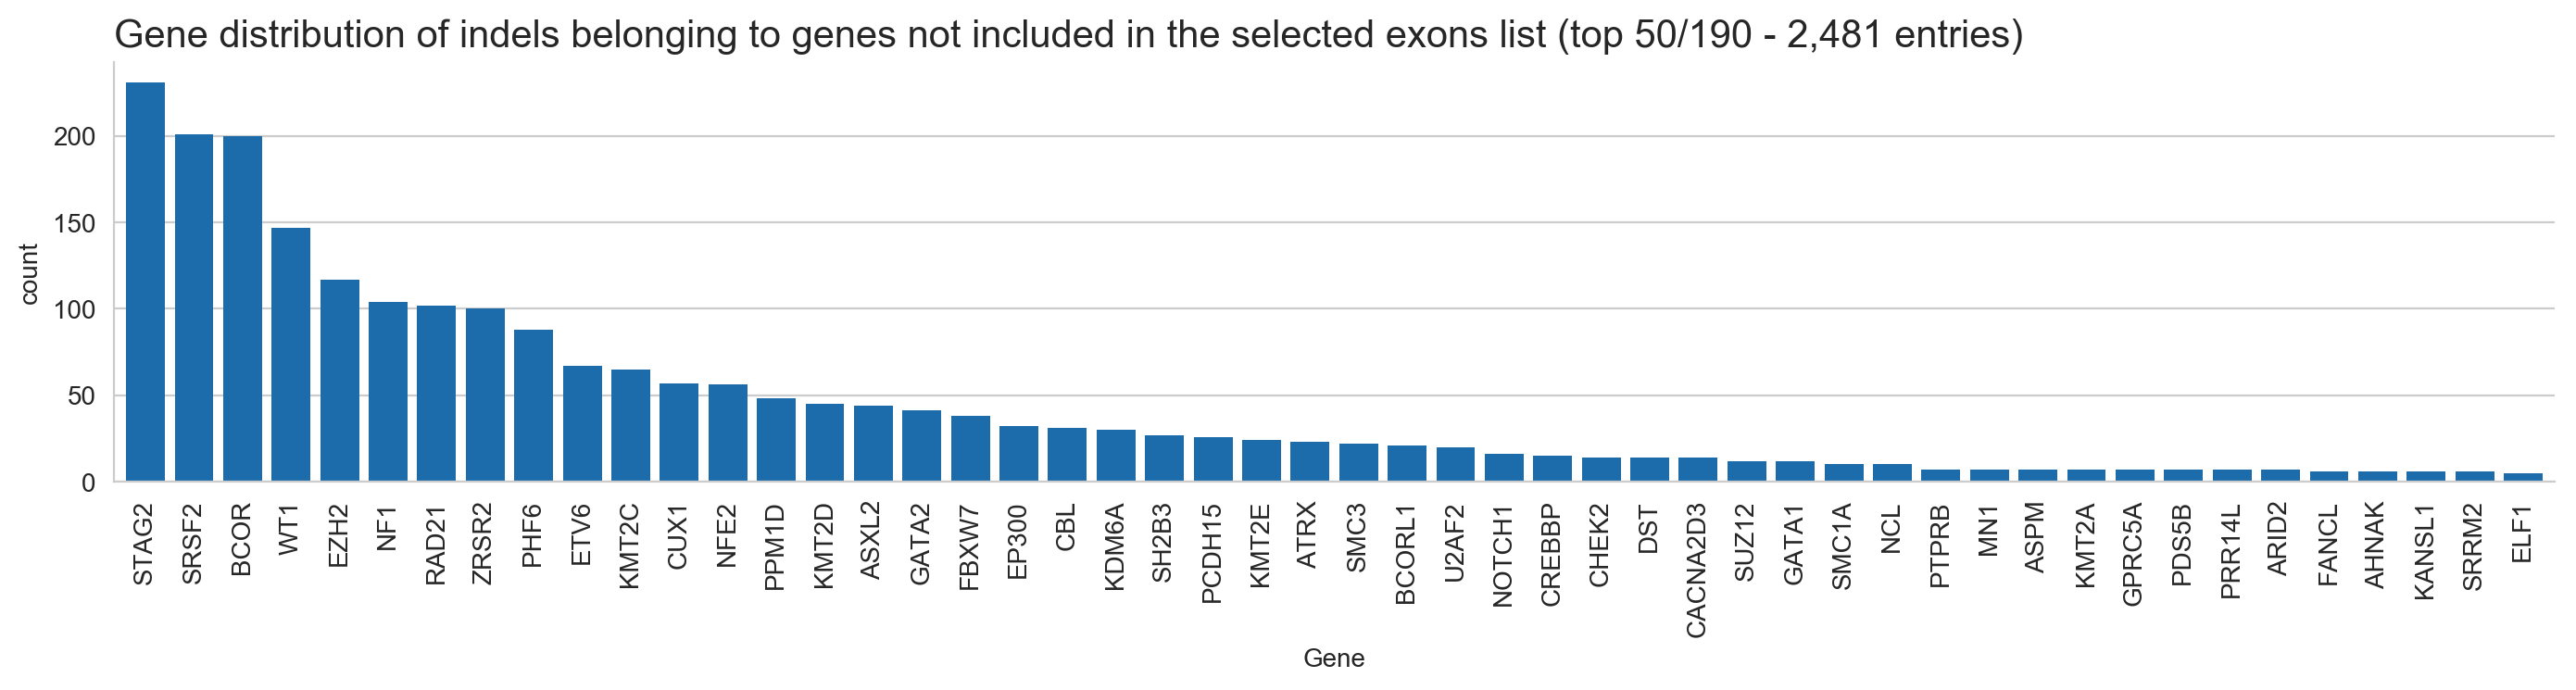 Gene distribution of indels belonging to genes not included in the selected exons list (top 50/190 - 2,481 entries)
count
200
150
100
50
0
STAG2
SRSF2
BCOR
WT1
EZH2
NF1
RAD21
ZRSR2
PHF6
ETV6
KMT2C
CUX1
NFE2
PPM1D
KMT2D
ASXL2
GATA2
FBXW7
EP300
CBL
KDM6A
SH2B3
PCDH15
KMT2E
ATRX
SMC3
BCORL1
U2AF2
NOTCH1
CREBBP
CHEK2
DST
CACNA2D3
SUZ12
GATA1
SMC1A
NCL
PTPRB
MN1
ASPM
KMT2A
GPRC5A
PDS5B
PRR14L
ARID2
FANCL
AHNAK
KANSL1
SRRM2
ELF1
Gene